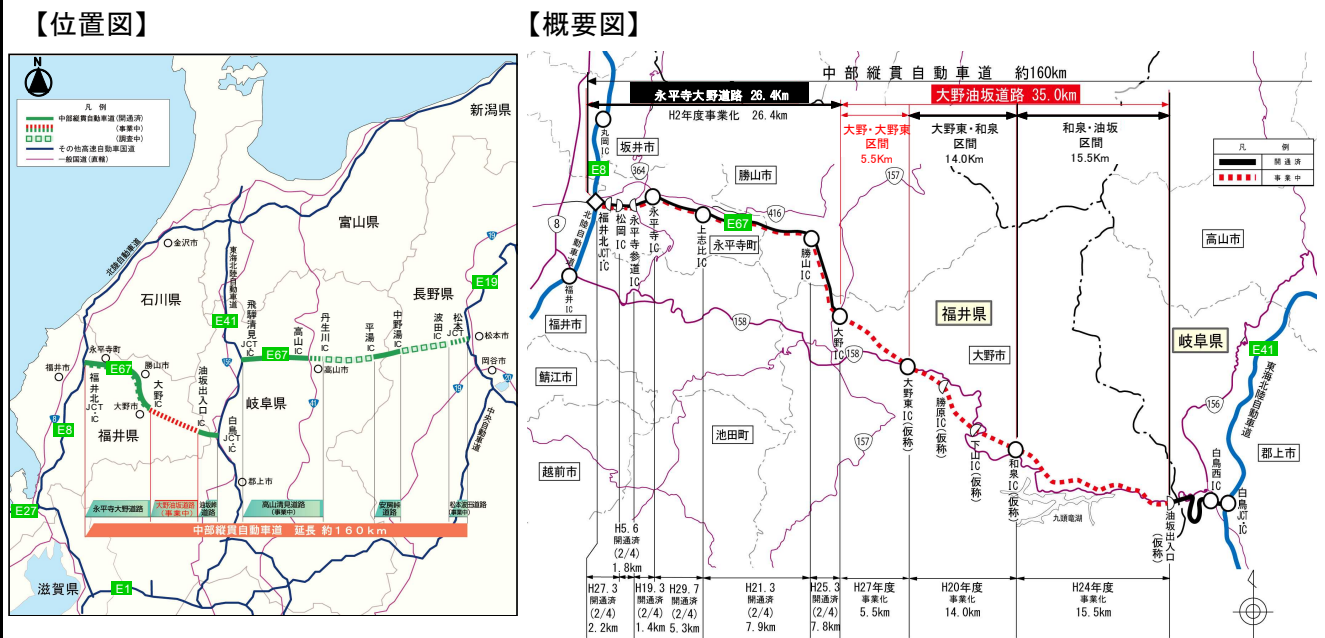 【位置図】
N
凡 例
中部縦貫自動車道(開通済)
(事業中)
(調査中)
その他高速自動車国道
一般国道(直轄)
新潟県
富山県
石川県
長野県
岐阜県
福井県
滋賀県
北陸自動車道
東海北陸自動車道
中央自動車道
金沢市
永平寺町
福井市
勝山市
大野市
高山市
松本市
岡谷市
郡上市
福井北JCT・IC
大野IC
油坂出入口
IC
白鳥JCT・IC
飛騨清見JCT・IC
高山IC
丹生川IC
平湯IC
中野湯IC
波田IC
松本JCT
E67
E67
E41
E19
E8
E27
E1
8
19
19
20
41
永平寺大野道路
大野油坂道路
(事業中)
油坂峠道路
高山清見道路
(事業中)
安房峠道路
松本波田道路
(事業中)
中部縦貫自動車道 延長 約160km
【概要図】
中部縦貫自動車道 約160km
永平寺大野道路 26.4Km
H2年度事業化 26.4km
大野油坂道路 35.0km
大野・大野東
区間
5.5Km
大野東・和泉
区間
14.0Km
和泉・油坂
区間
15.5Km
凡 例
開通済
事業中
丸岡IC
坂井市
勝山市
永平寺町
福井市
鯖江市
越前市
池田町
大野市
高山市
郡上市
福井県
岐阜県
E8
E67
E41
364
416
157
8
158
158
157
156
北陸自動車道
東海北陸自動車道
福井北JCT・IC
松岡IC
永平寺参道IC
永平寺IC
上志比IC
勝山IC
大野IC
福井IC
大野東IC(仮称)
勝原IC(仮称)
下山IC(仮称)
和泉IC(仮称)
九頭竜湖
油坂出入口(仮称)
白鳥西IC
白鳥JCT・IC
H27.3
開通済
(2/4)
2.2km
H5.6
開通済
(2/4)
1.8km
H19.3
開通済
(2/4)
1.4km
H29.7
開通済
(2/4)
5.3km
H21.3
開通済
(2/4)
7.9km
H25.3
開通済
(2/4)
7.8km
H27年度
事業化
5.5km
H20年度
事業化
14.0km
H24年度
事業化
15.5km